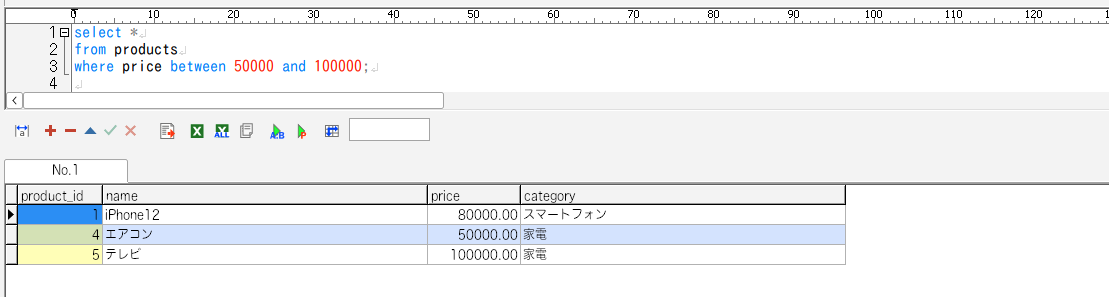 0 10 20 30 40 50 60 70 80 90 100 110 120
1 select *
2 from products
3 where price between 50000 and 100000;
4
a ALL A:B P
No.1
product_id name price category
1 iPhone12 80000.00 スマートフォン
4 エアコン 50000.00 家電
5 テレビ 100000.00 家電